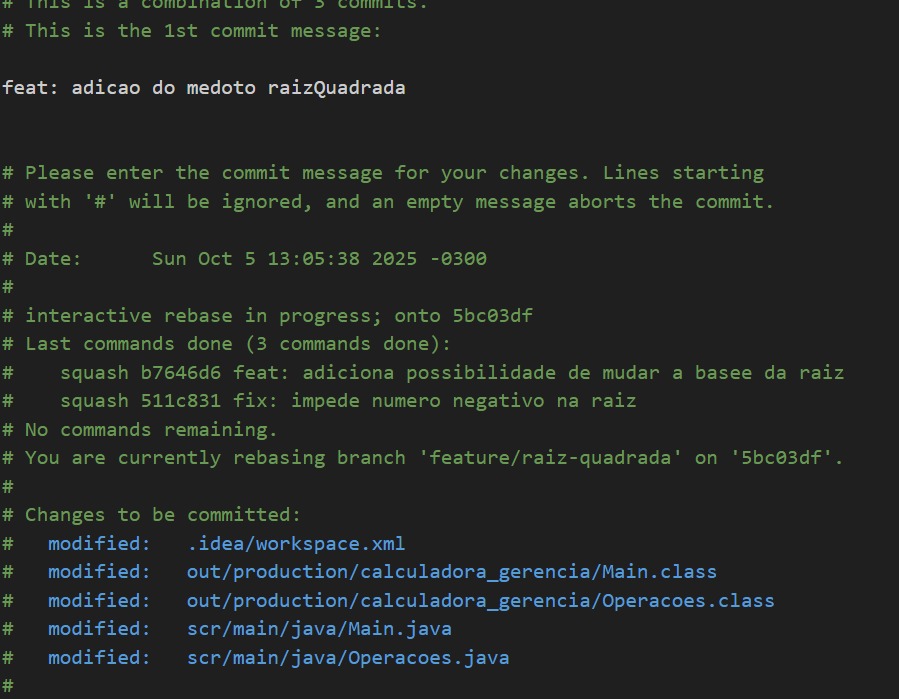 # This is a combination of 3 commits.
# This is the 1st commit message:
feat: adicao do medoto raizQuadrada
# Please enter the commit message for your changes. Lines starting
# with '#' will be ignored, and an empty message aborts the commit.
#
# Date:      Sun Oct 5 13:05:38 2025 -0300
#
# interactive rebase in progress; onto 5bc03df
# Last commands done (3 commands done):
#    squash b7646d6 feat: adiciona possibilidade de mudar a basee da raiz
#    squash 511c831 fix: impede numero negativo na raiz
# No commands remaining.
# You are currently rebasing branch 'feature/raiz-quadrada' on '5bc03df'.
#
# Changes to be committed:
#   modified:   .idea/workspace.xml
#   modified:   out/production/calculadora_gerencia/Main.class
#   modified:   out/production/calculadora_gerencia/Operacoes.class
#   modified:   scr/main/java/Main.java
#   modified:   scr/main/java/Operacoes.java
#